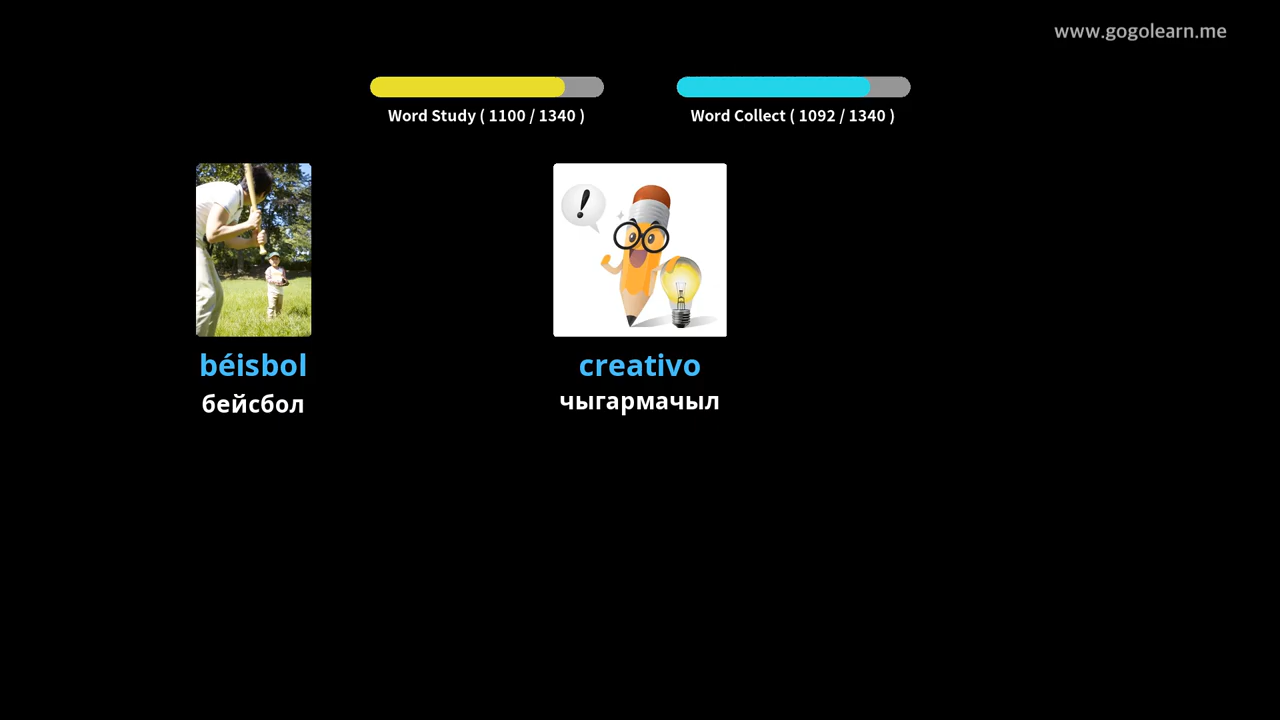 www.gogolearn.me
Word Study ( 1100 / 1340 )
Word Collect ( 1092 / 1340 )
!
béisbol
creativo
бейсбол
чыгармачыл